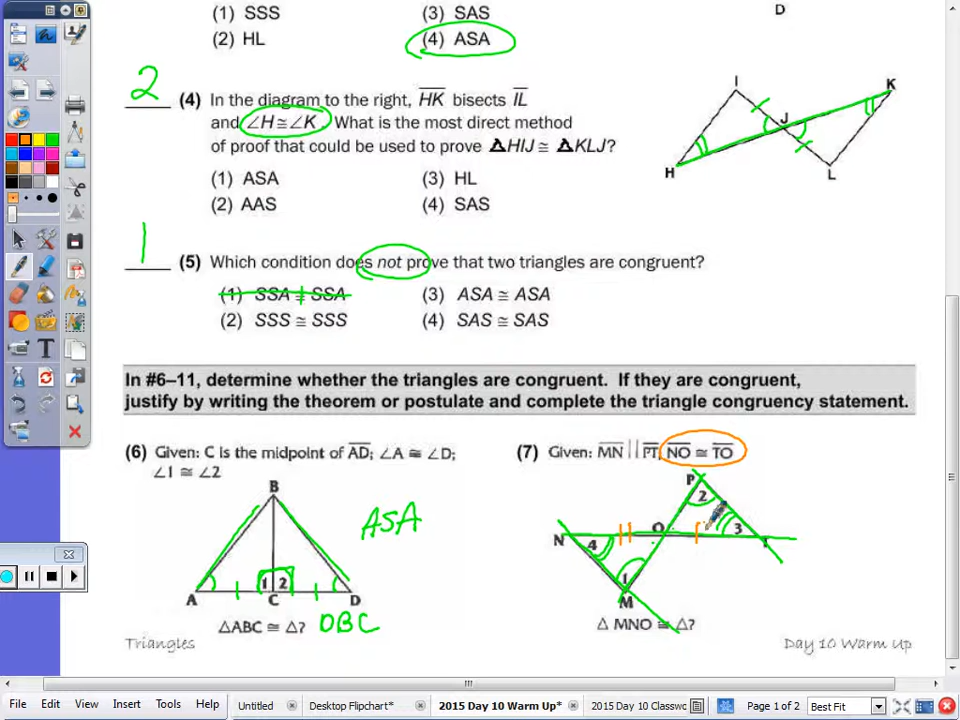 (1) SSS (3) SAS
(2) HL (4) ASA
D
2 (4) In the diagram to the right, HK bisects IL
and ∠H ≅ ∠K. What is the most direct method
of proof that could be used to prove ΔHIJ ≅ ΔKLJ?
(1) ASA (3) HL
(2) AAS (4) SAS
I
K
J
H
L
1 (5) Which condition does not prove that two triangles are congruent?
(1) SSA ≅ SSA (3) ASA ≅ ASA
(2) SSS ≅ SSS (4) SAS ≅ SAS
In #6–11, determine whether the triangles are congruent. If they are congruent,
justify by writing the theorem or postulate and complete the triangle congruency statement.
(6) Given: C is the midpoint of AD; ∠A ≅ ∠D;
∠1 ≅ ∠2
B
ASA
1 2
A C D
△ABC ≅ △? DBC
(7) Given: MN || PT, NO ≅ TO
P
2
O 3
N 4 T
1
M
△ MNO ≅ △?
Triangles Day 10 Warm Up
T
File Edit View Insert Tools Help Untitled Desktop Flipchart* 2015 Day 10 Warm Up* 2015 Day 10 Classwo Page 1 of 2 Best Fit